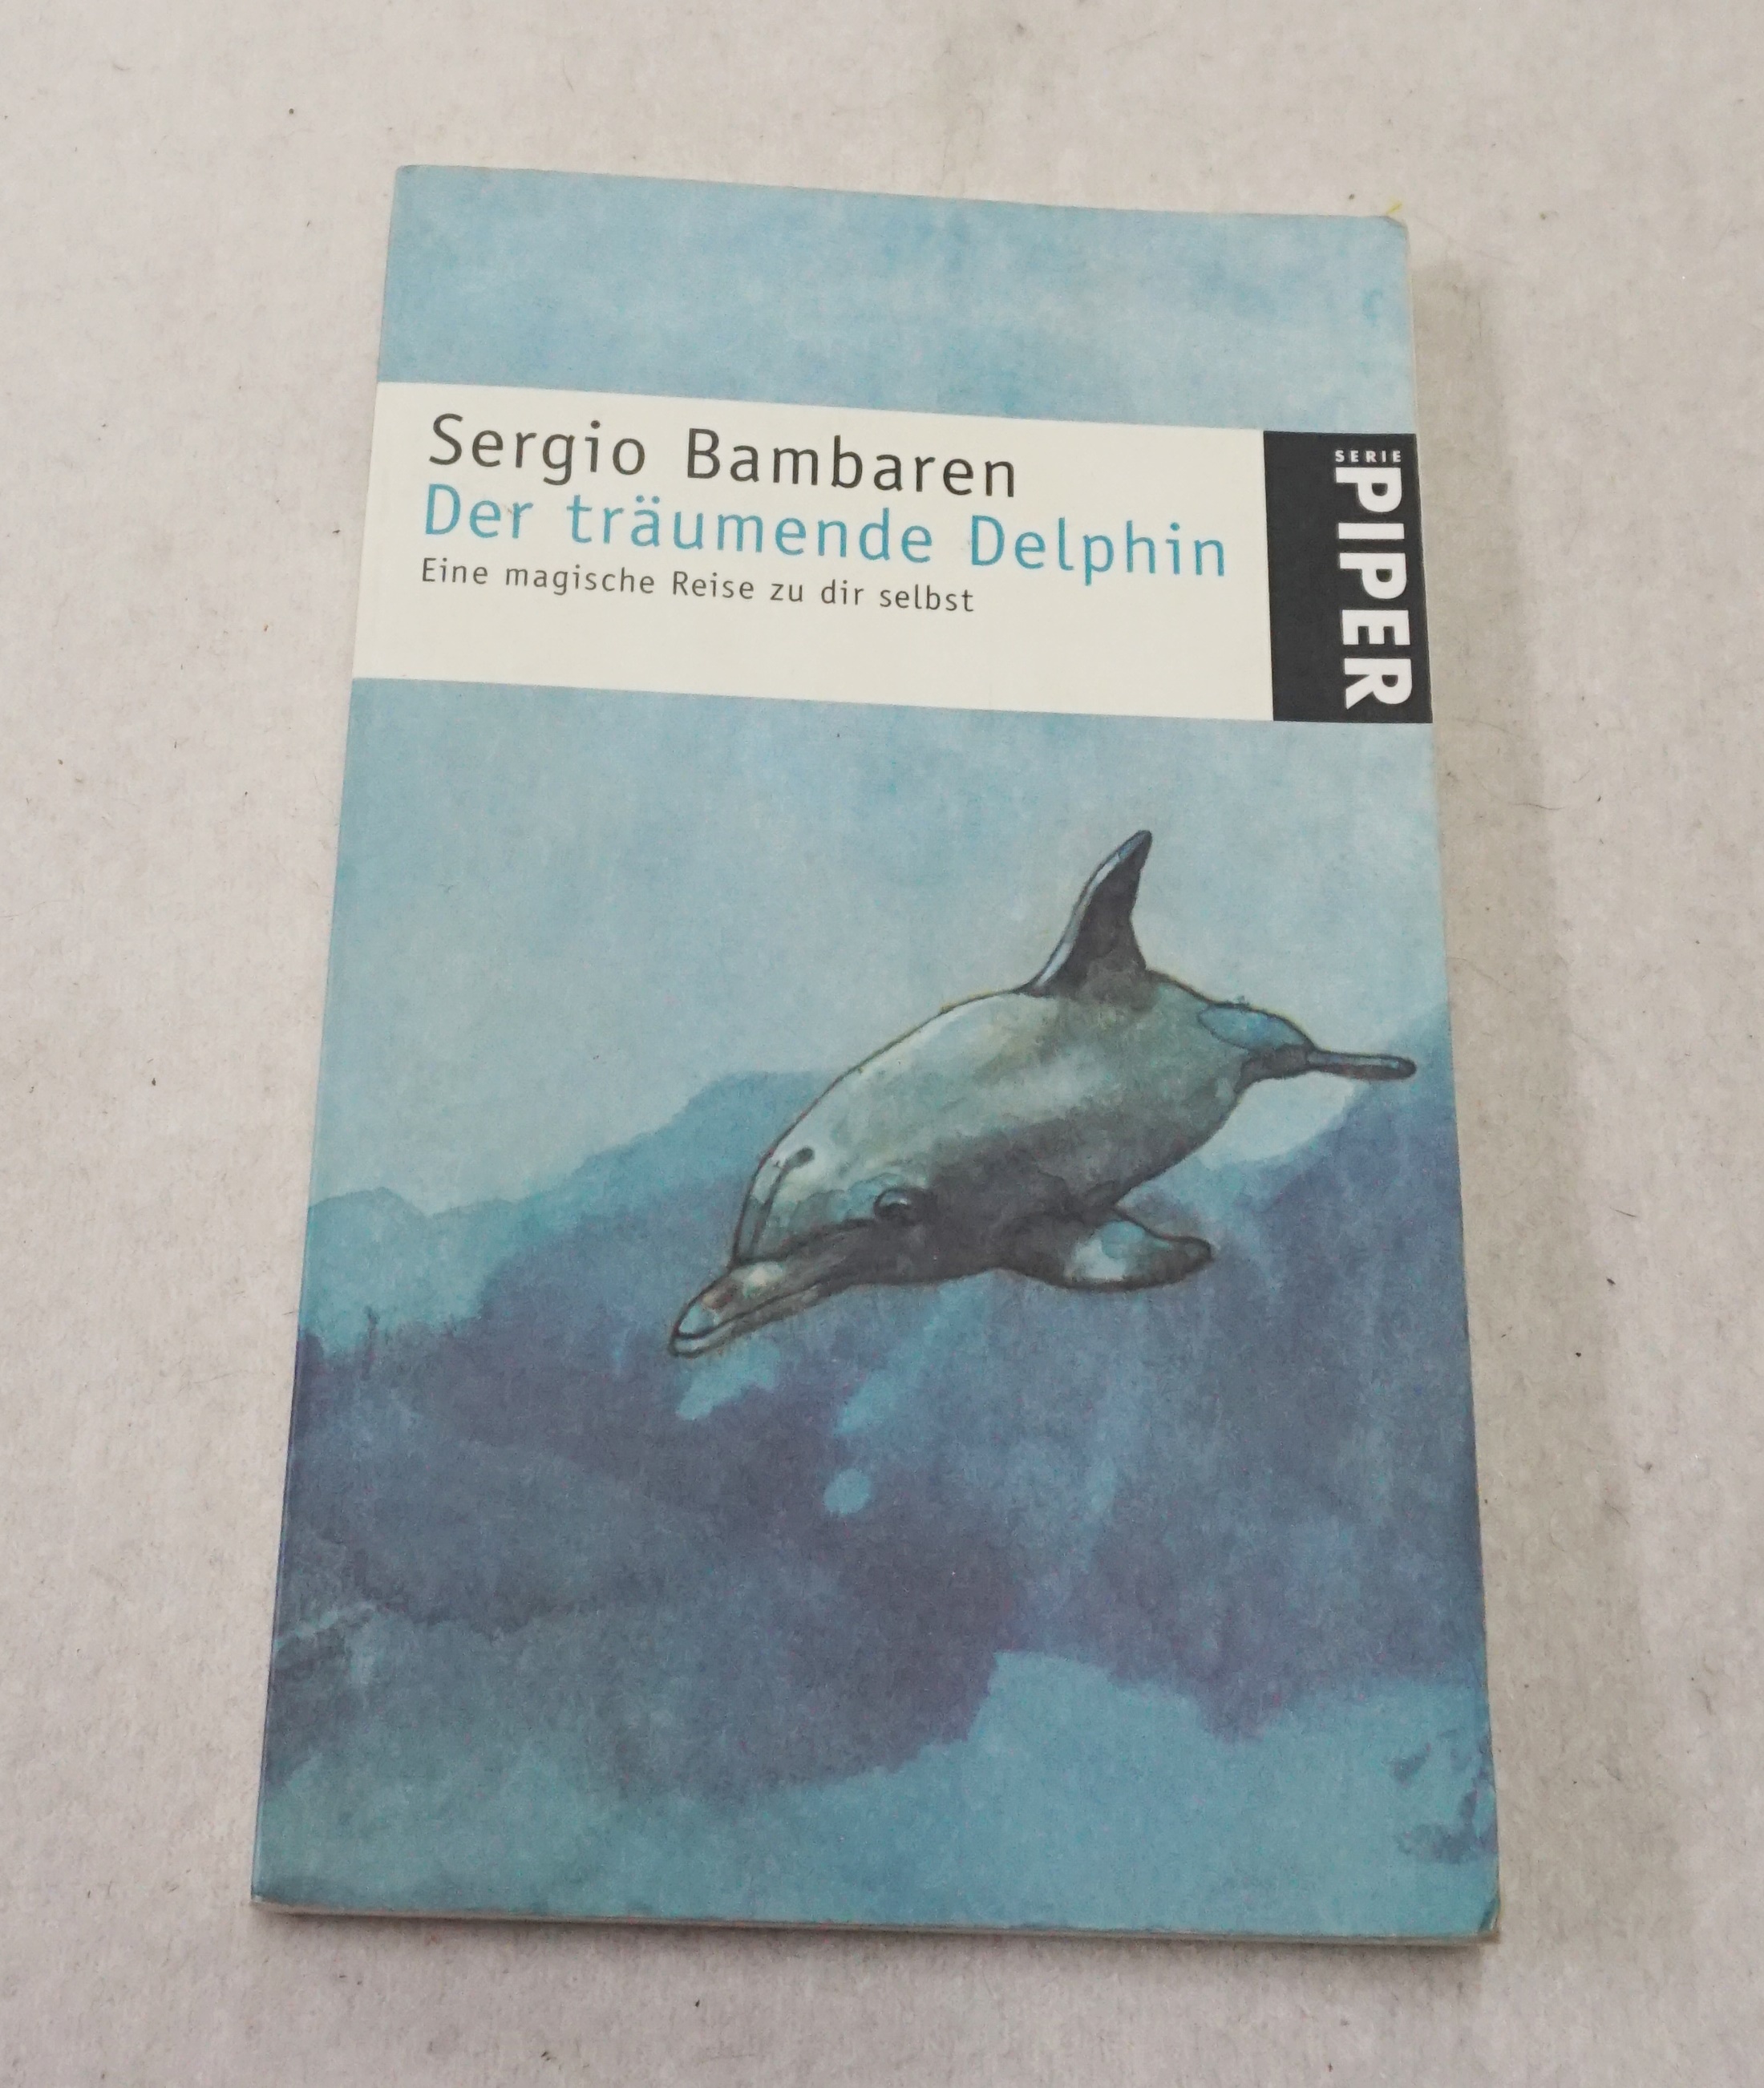 Sergio Bambaren
Der träumende Delphin
Eine magische Reise zu dir selbst
SERIE
PIPER